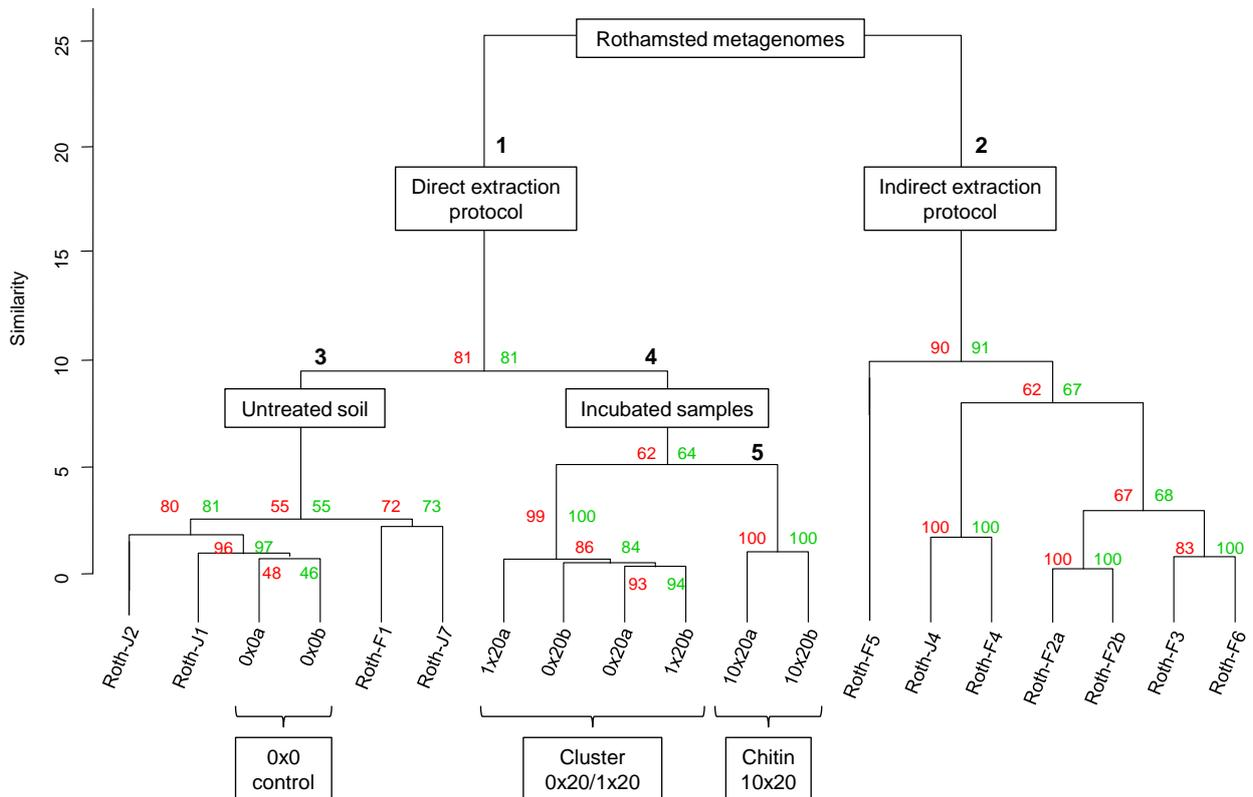 Rothamsted metagenomes
25
20
15
10
5
0
Similarity
1
2
Direct extraction
protocol
Indirect extraction
protocol
3
81
81
4
90
91
Untreated soil
Incubated samples
62
67
62
64
5
80
81
55
55
72
73
99
100
67
68
96
97
86
84
100
100
100
100
48
46
93
94
100
100
83
100
Roth-J2
Roth-J1
0x0a
0x0b
Roth-F1
Roth-J7
1x20a
0x20b
0x20a
1x20b
10x20a
10x20b
Roth-F5
Roth-J4
Roth-F4
Roth-F2a
Roth-F2b
Roth-F3
Roth-F6
0x0
control
Cluster
0x20/1x20
Chitin
10x20